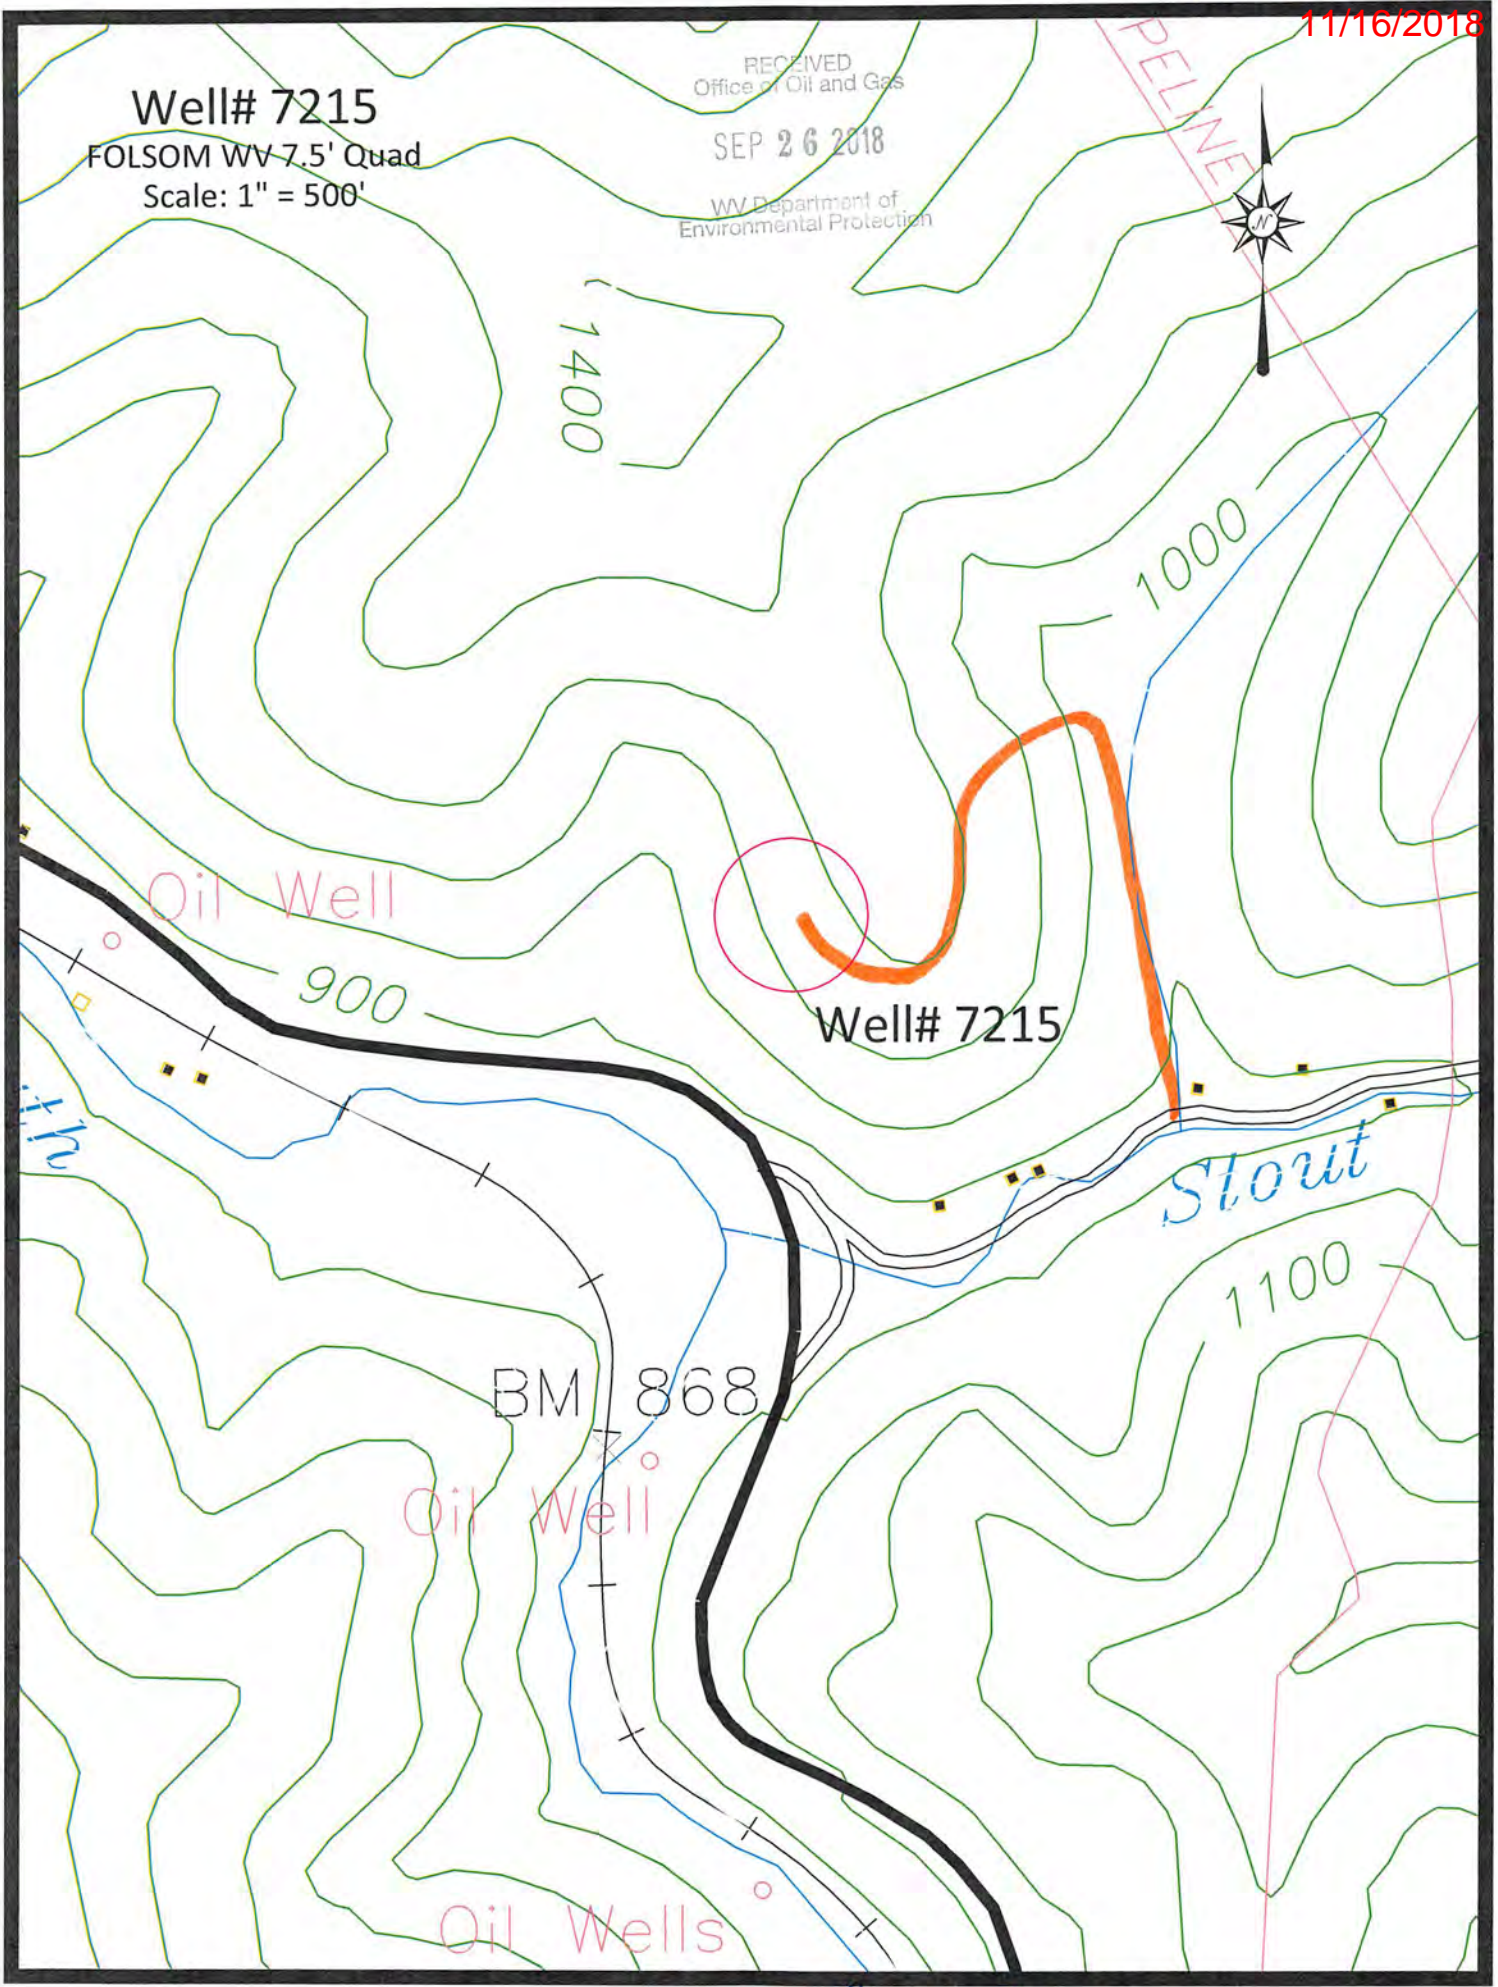 11/16/2018
PELINE
RECEIVED
Office of Oil and Gas
SEP 26 2018
WV Department of
Environmental Protection
Well# 7215
FOLSOM WV 7.5' Quad
Scale: 1" = 500'
N
1400
1000
Oil Well
900
Well# 7215
ith
Stout
1100
BM 868
Oil Well
Oil Wells